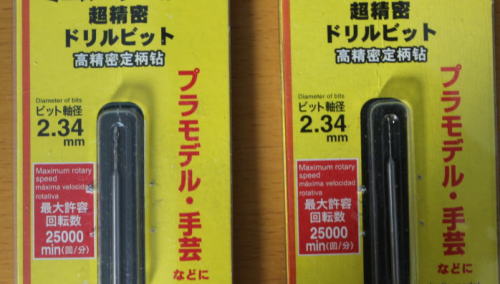 超精密
ドリルビット
高精密定柄钻
Diameter of bits
ビット軸径
2.34
mm
Maximum rotary
speed
máxima velocidad
rotativa
最大許容
回転数
25000
min(回/分)
プラモデル・手芸
などに
超精密
ドリルビット
高精密定柄钻
Diameter of bits
ビット軸径
2.34
mm
Maximum rotary
speed
máxima velocidad
rotativa
最大許容
回転数
25000
min(回/分)
プラモデル・手芸
などに